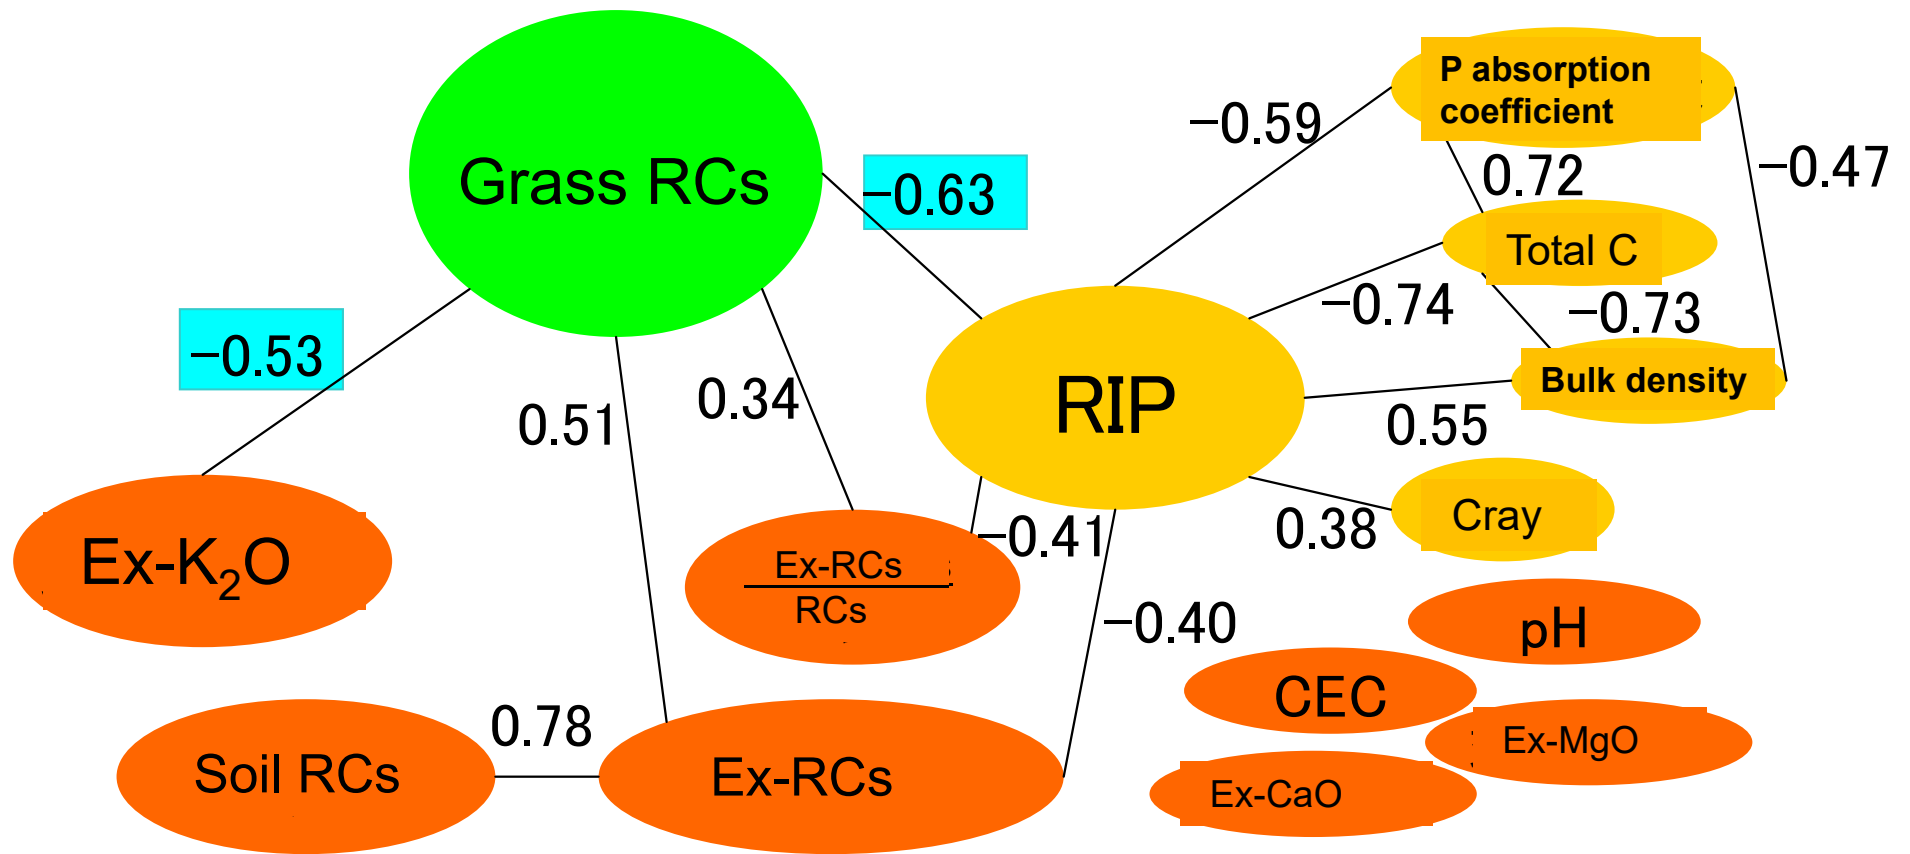 Grass RCs
−0.63
−0.53
0.51
0.34
P absorption
coefficient
−0.59
0.72
−0.47
Total C
−0.74
−0.73
RIP
Bulk density
0.55
Cray
0.38
−0.41
−0.40
Ex-K₂O
Ex-RCs
RCs
pH
CEC
Ex-MgO
Ex-CaO
Soil RCs
0.78
Ex-RCs